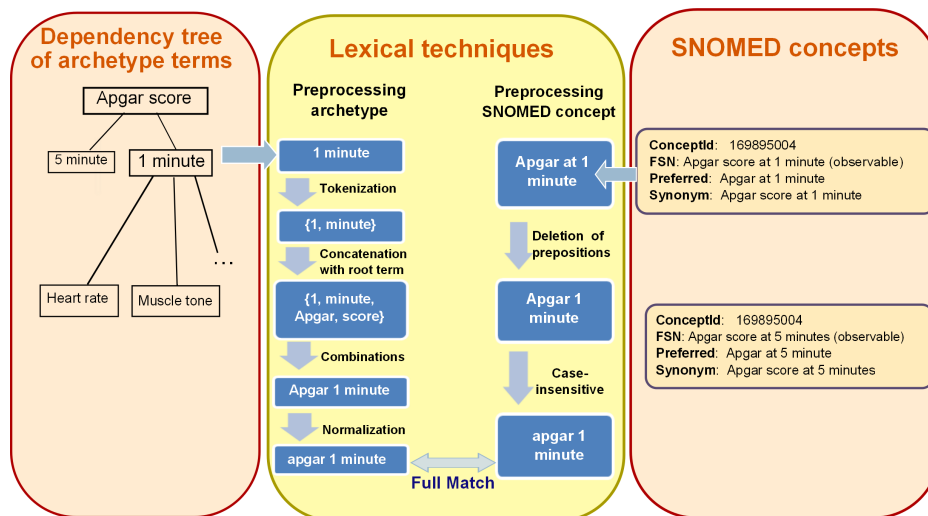 Dependency tree
of archetype terms
Apgar score
5 minute
1 minute
...
Heart rate
Muscle tone
Lexical techniques
Preprocessing
archetype
1 minute
Tokenization
{1, minute}
Concatenation
with root term
{1, minute,
Apgar, score}
Combinations
Apgar 1 minute
Normalization
apgar 1 minute
Preprocessing
SNOMED concept
Apgar at 1
minute
Deletion of
prepositions
Apgar 1
minute
Case-
insensitive
apgar 1
minute
Full Match
SNOMED concepts
ConceptId: 169895004
FSN: Apgar score at 1 minute (observable)
Preferred: Apgar at 1 minute
Synonym: Apgar score at 1 minute
ConceptId: 169895004
FSN: Apgar score at 5 minutes (observable)
Preferred: Apgar at 5 minute
Synonym: Apgar score at 5 minutes